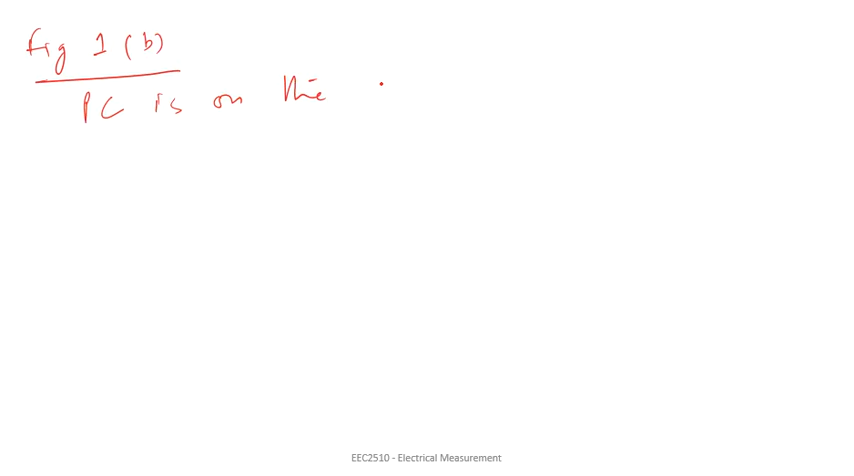 Fig 1 (b)
PC is on the
EEC2510 - Electrical Measurement